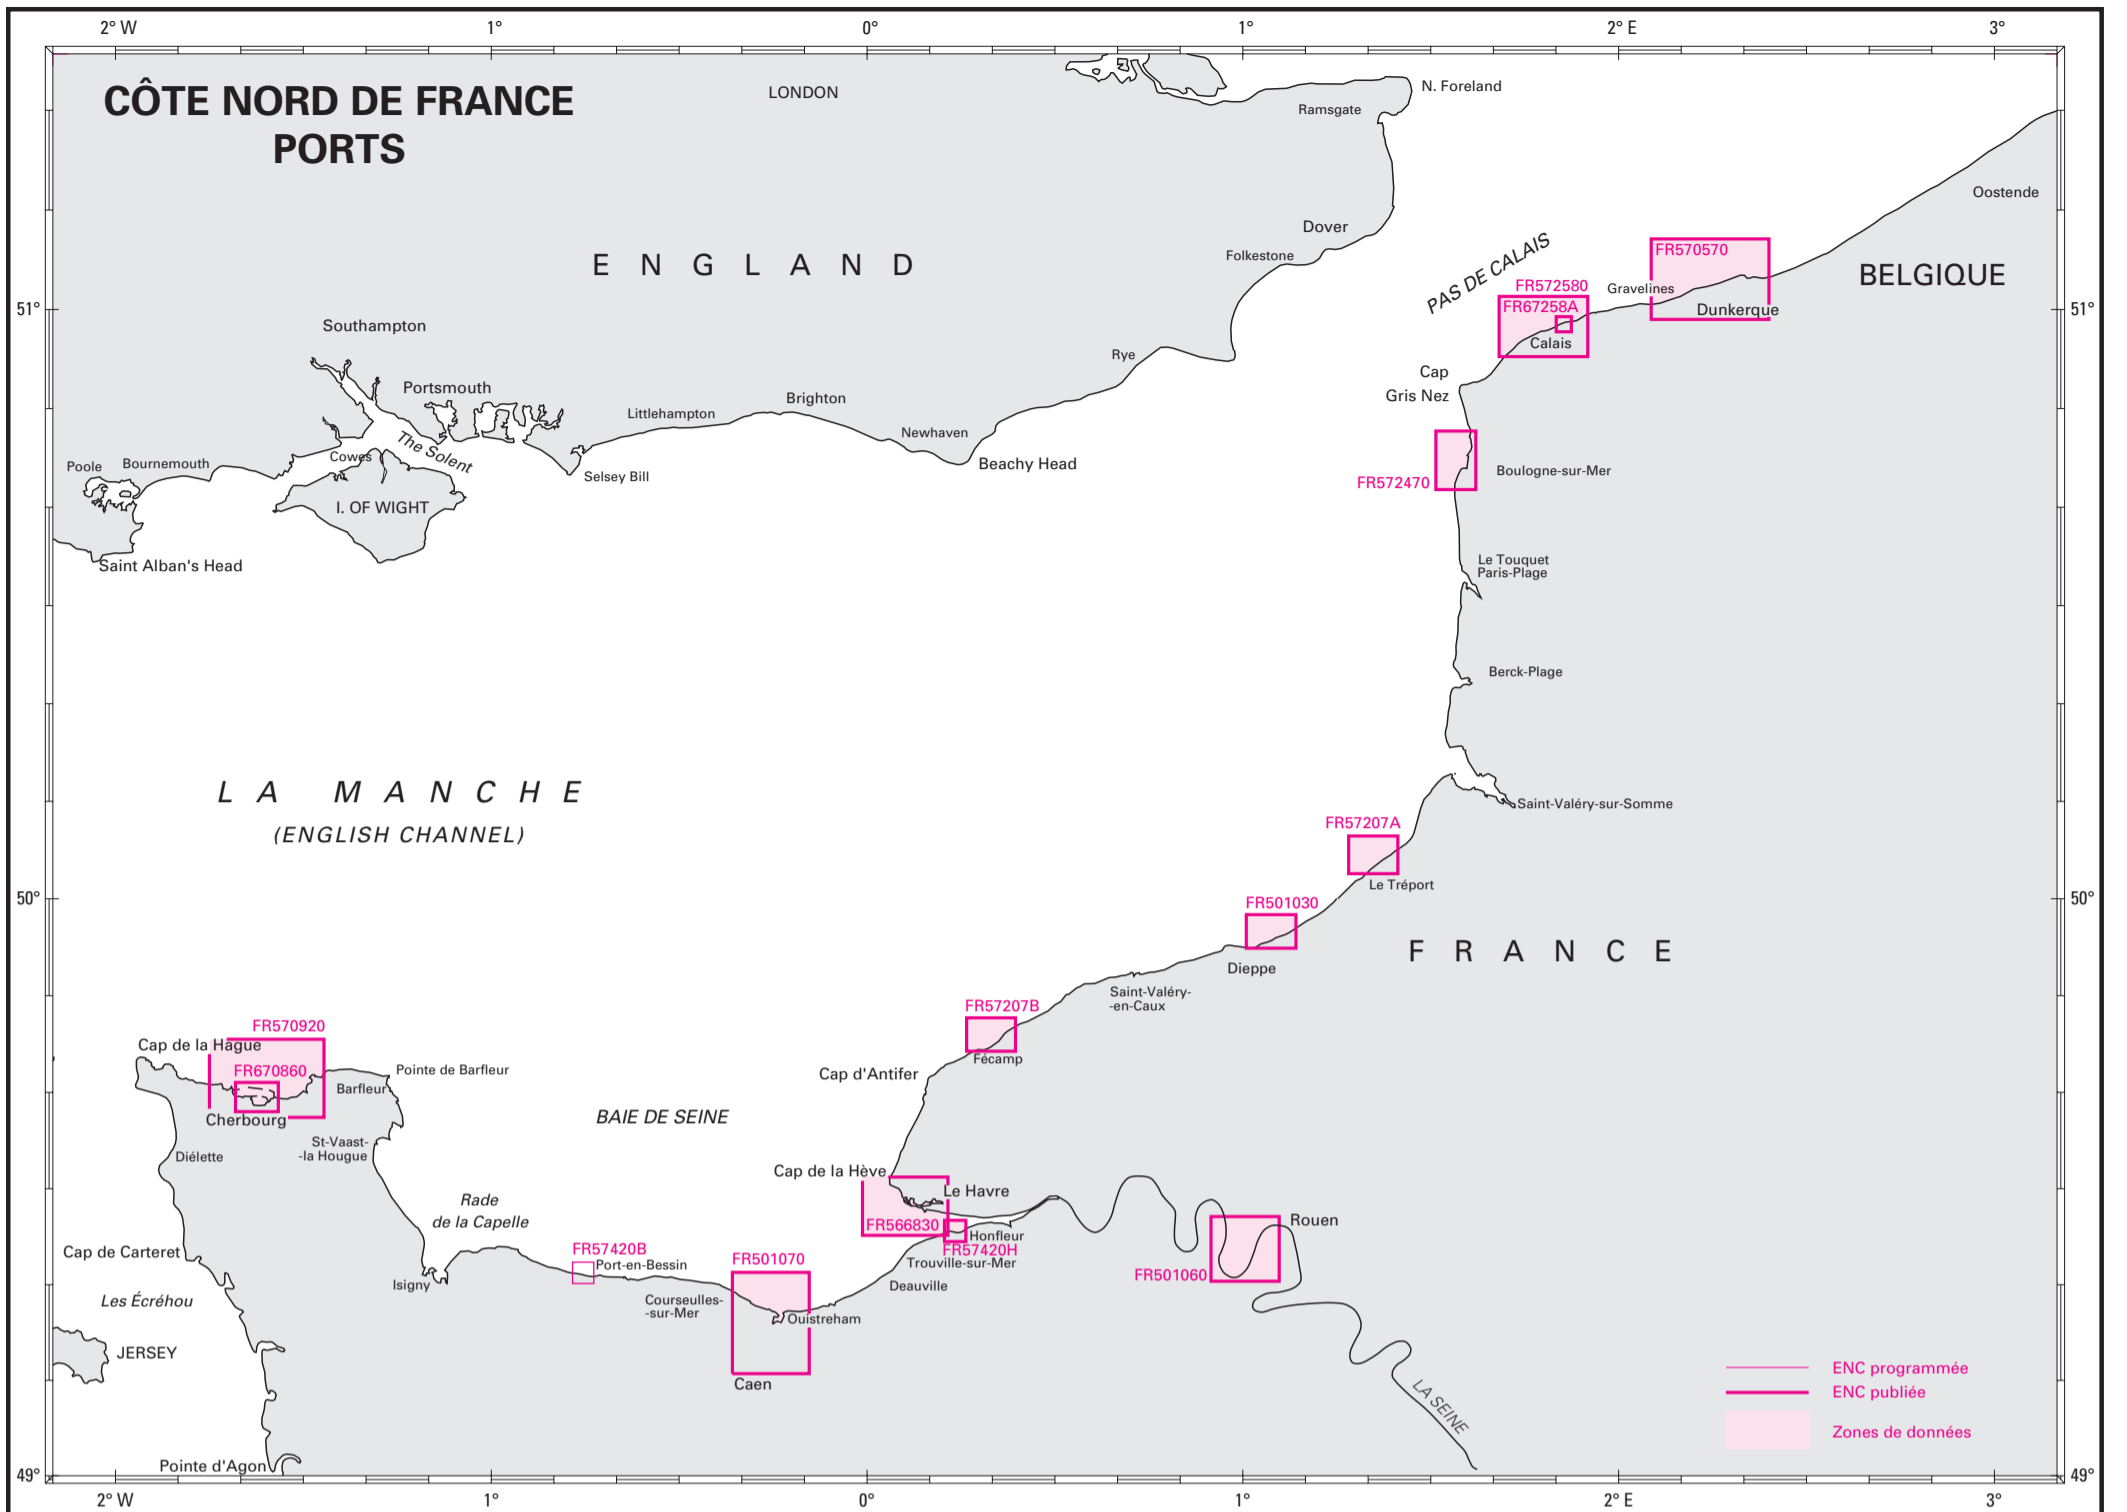 2° W 1° 0° 1° 2° E 3°
CÔTE NORD DE FRANCE
PORTS
LONDON
N. Foreland
Ramsgate
Oostende
Dover
PAS DE CALAIS
FR570570
Folkestone
ENGLAND
BELGIQUE
FR572580
Gravelines
FR67258A
51°
Dunkerque
51°
Southampton
Calais
Rye
Cap
Gris Nez
Portsmouth
Brighton
Littlehampton
Newhaven
The Solent
Cowes
Poole
Bournemouth
Beachy Head
Selsey Bill
Boulogne-sur-Mer
FR572470
I. OF WIGHT
Saint Alban's Head
Le Touquet
Paris-Plage
Berck-Plage
LA MANCHE
(ENGLISH CHANNEL)
Saint-Valéry-sur-Somme
FR57207A
Le Tréport
50°
FR501030
50°
FRANCE
Dieppe
Saint-Valéry-
-en-Caux
FR57207B
Fécamp
FR570920
Cap de la Hague
FR670860
Pointe de Barfleur
Barfleur
Cap d'Antifer
Cherbourg
BAIE DE SEINE
St-Vaast-
-la Hougue
Diélette
Cap de la Hève
Le Havre
Rade
de la Capelle
FR566830
Honfleur
FR57420H
Rouen
Cap de Carteret
FR57420B
Port-en-Bessin
FR501070
Trouville-sur-Mer
FR501060
Isigny
Deauville
Les Écréhou
Courseulles-
-sur-Mer
Ouistreham
JERSEY
Caen
LA SEINE
ENC programmée
ENC publiée
Zones de données
Pointe d'Agon
49°
49°
2° W 1° 0° 1° 2° E 3°